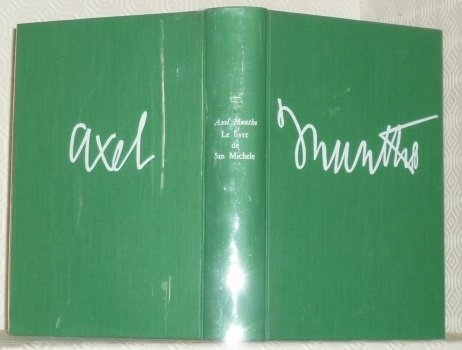 axel
Axel Munthe
Le livre
de
San Michele
Munthe